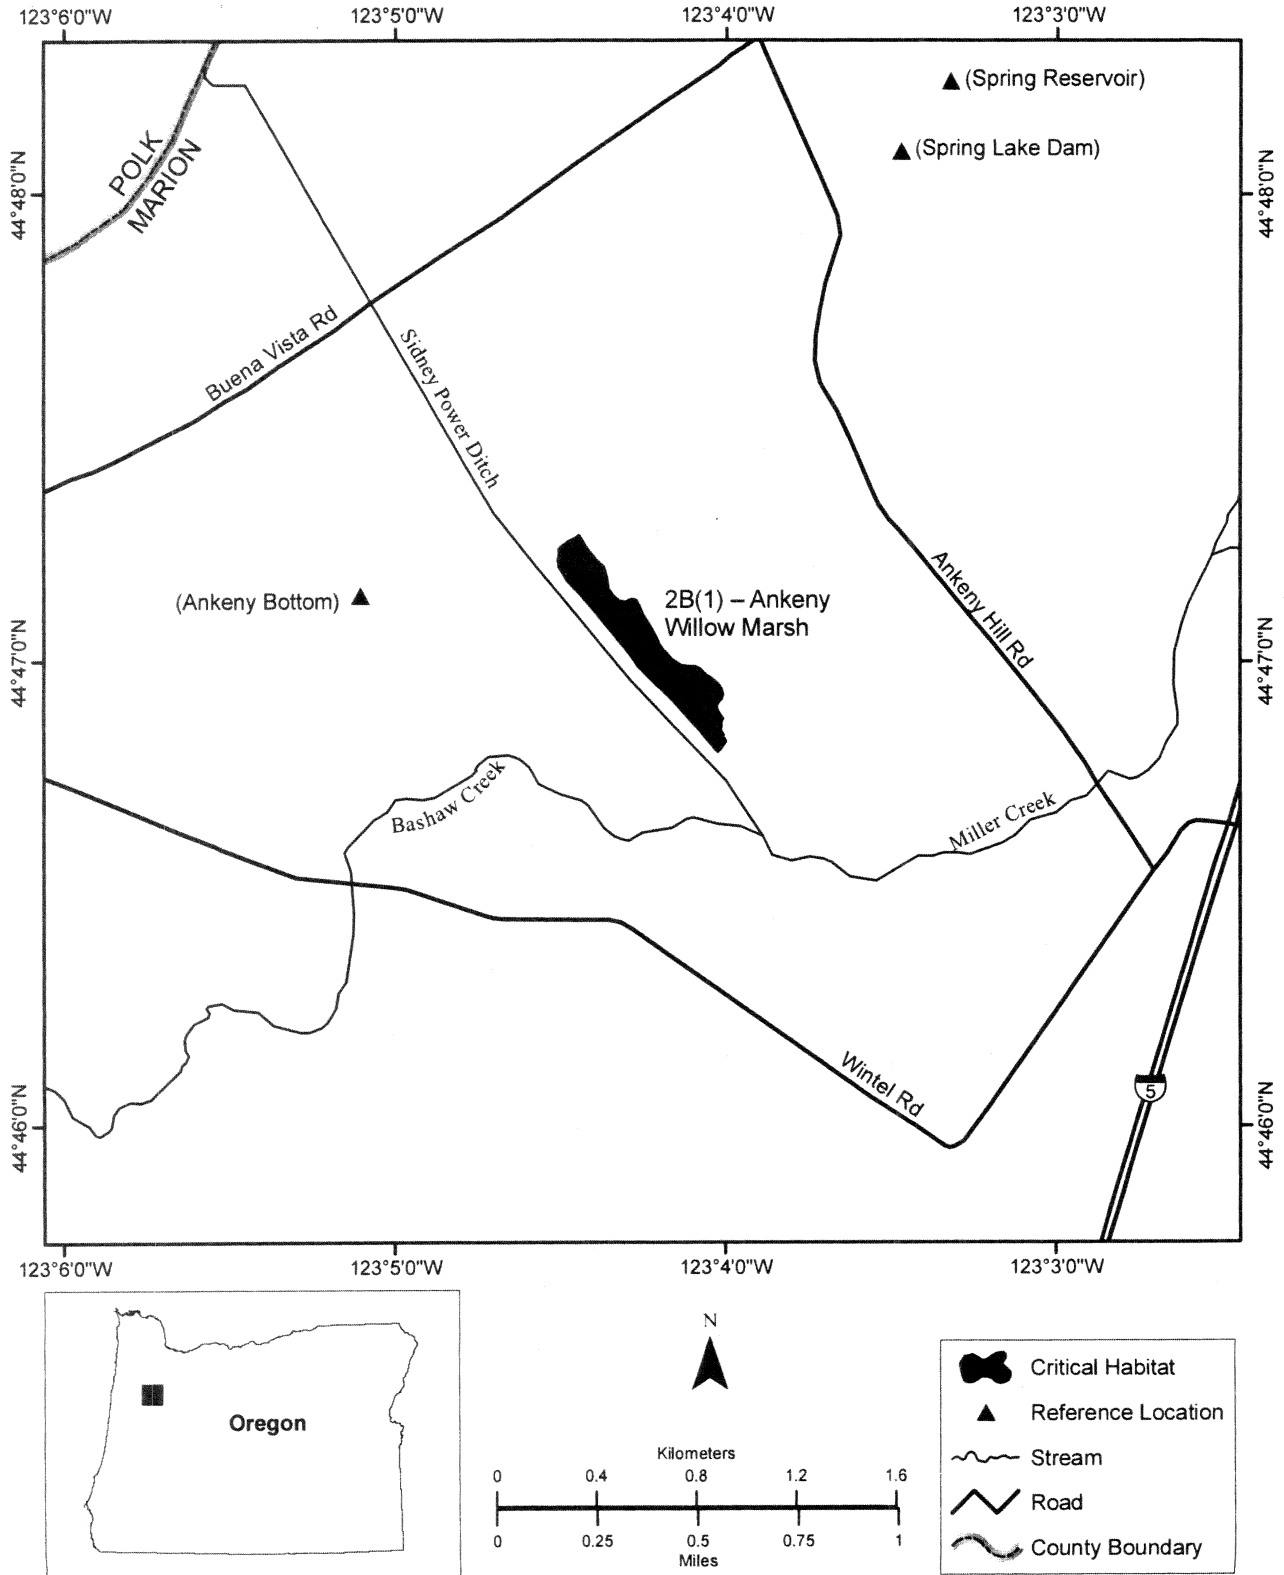 123°6'0"W 123°5'0"W 123°4'0"W 123°3'0"W
(Spring Reservoir)
(Spring Lake Dam)
POLK
MARION
44°48'0"N
44°48'0"N
Buena Vista Rd
Sidney Power Ditch
(Ankeny Bottom)
2B(1) – Ankeny
Willow Marsh
Ankeny Hill Rd
44°47'0"N
44°47'0"N
Bashaw Creek
Miller Creek
Wintel Rd
5
44°46'0"N
44°46'0"N
123°6'0"W 123°5'0"W 123°4'0"W 123°3'0"W
Oregon
N
Kilometers
0 0.4 0.8 1.2 1.6
0 0.25 0.5 0.75 1
Miles
Critical Habitat
Reference Location
Stream
Road
County Boundary